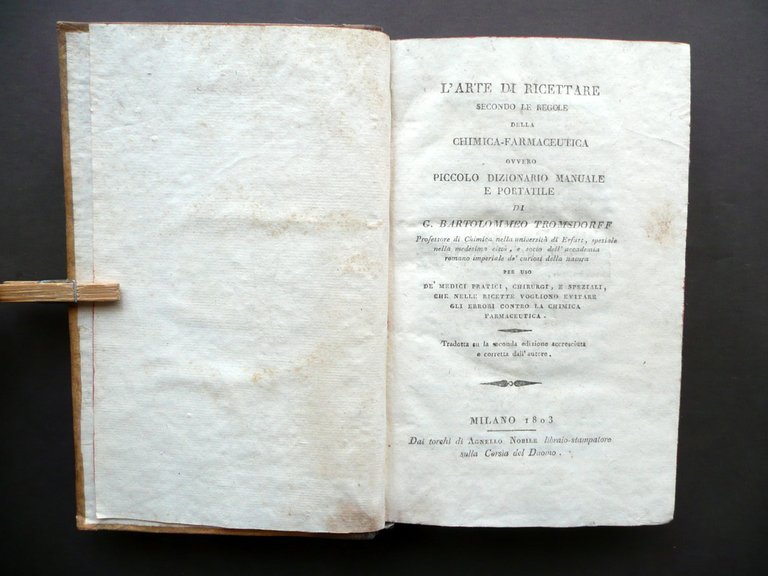 L'ARTE DI RICETTARE
SECONDO LE REGOLE
DELLA
CHIMICA-FARMACEUTICA
OVVERO
PICCOLO DIZIONARIO MANUALE
E PORTATILE
DI
G. BARTOLOMMEO TROMSDORFF
Professore di Chimica nella università di Erfurt, speziale
nella medesima città, e socio dell'accademia
romano imperiale de' curiosi della natura
PER USO
DE' MEDICI PRATICI, CHIRURGI, E SPEZIALI,
CHE NELLE RICETTE VOGLIONO EVITARE
GLI ERRORI CONTRO LA CHIMICA
FARMACEUTICA.
Tradotta su la seconda edizione accresciuta
e corretta dall'autore.
MILANO 1803
Dai torchi di AGNELLO NOBILE libraio-stampatore
sulla Corsia del Duomo.